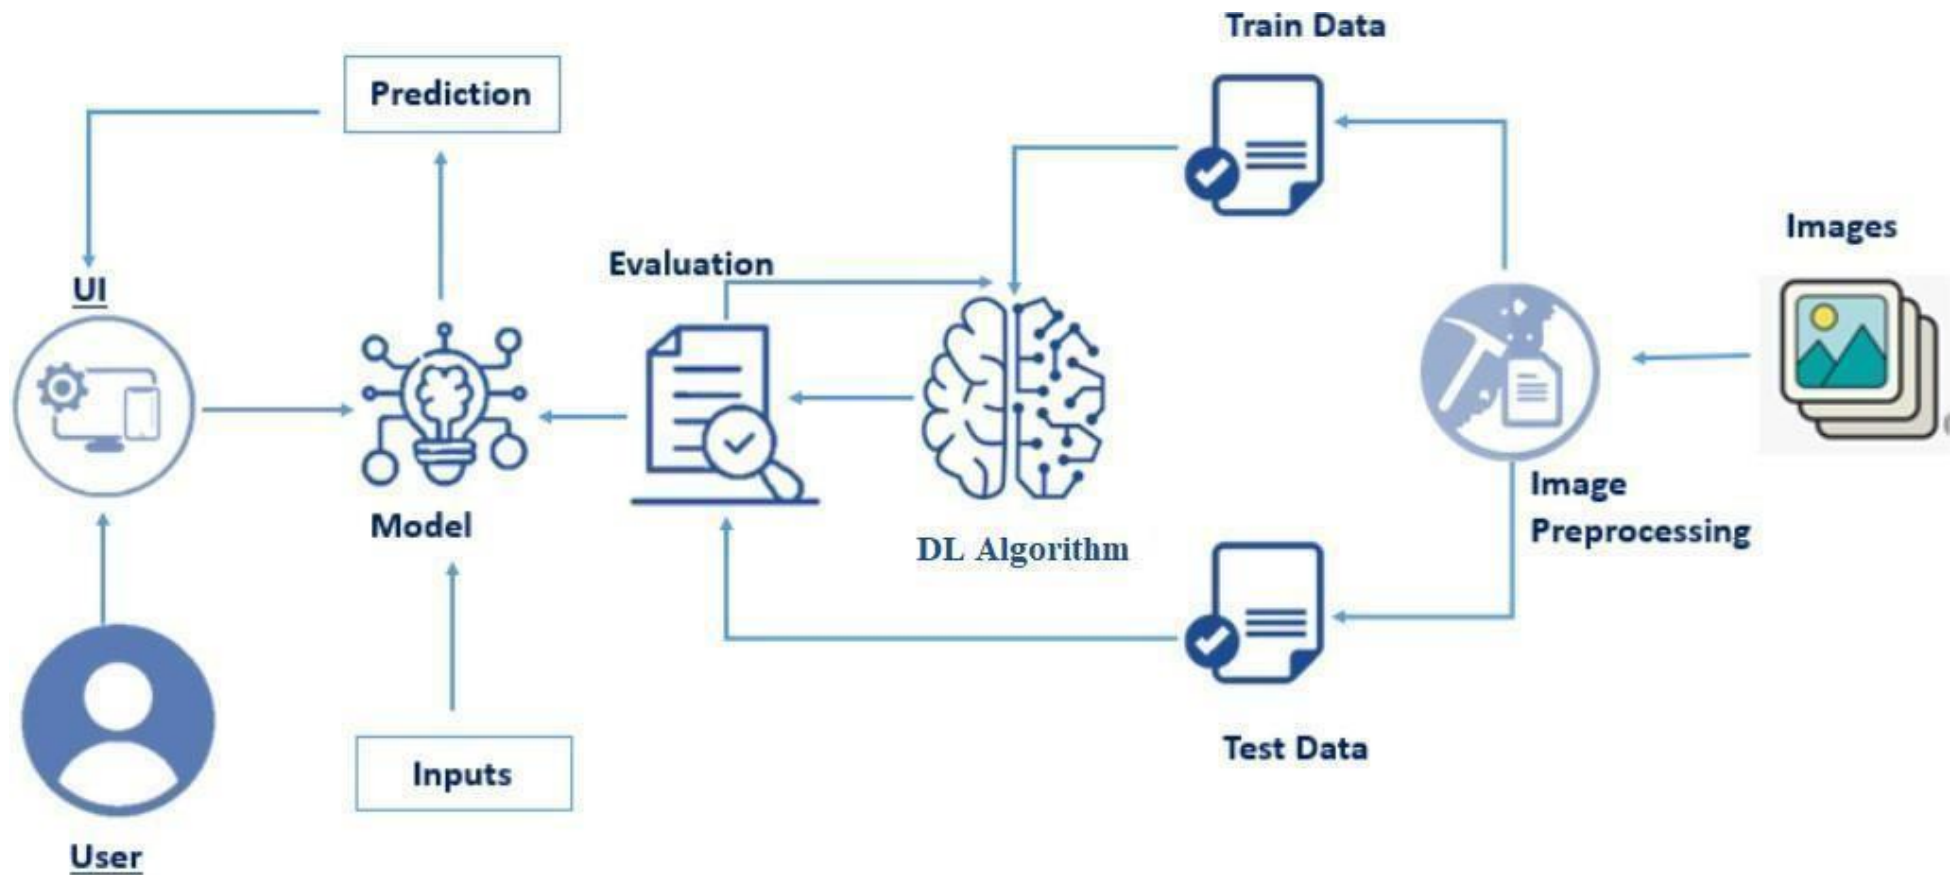 Train Data
Prediction
Images
Evaluation
UI
Image
Preprocessing
Model
DL Algorithm
Test Data
Inputs
User